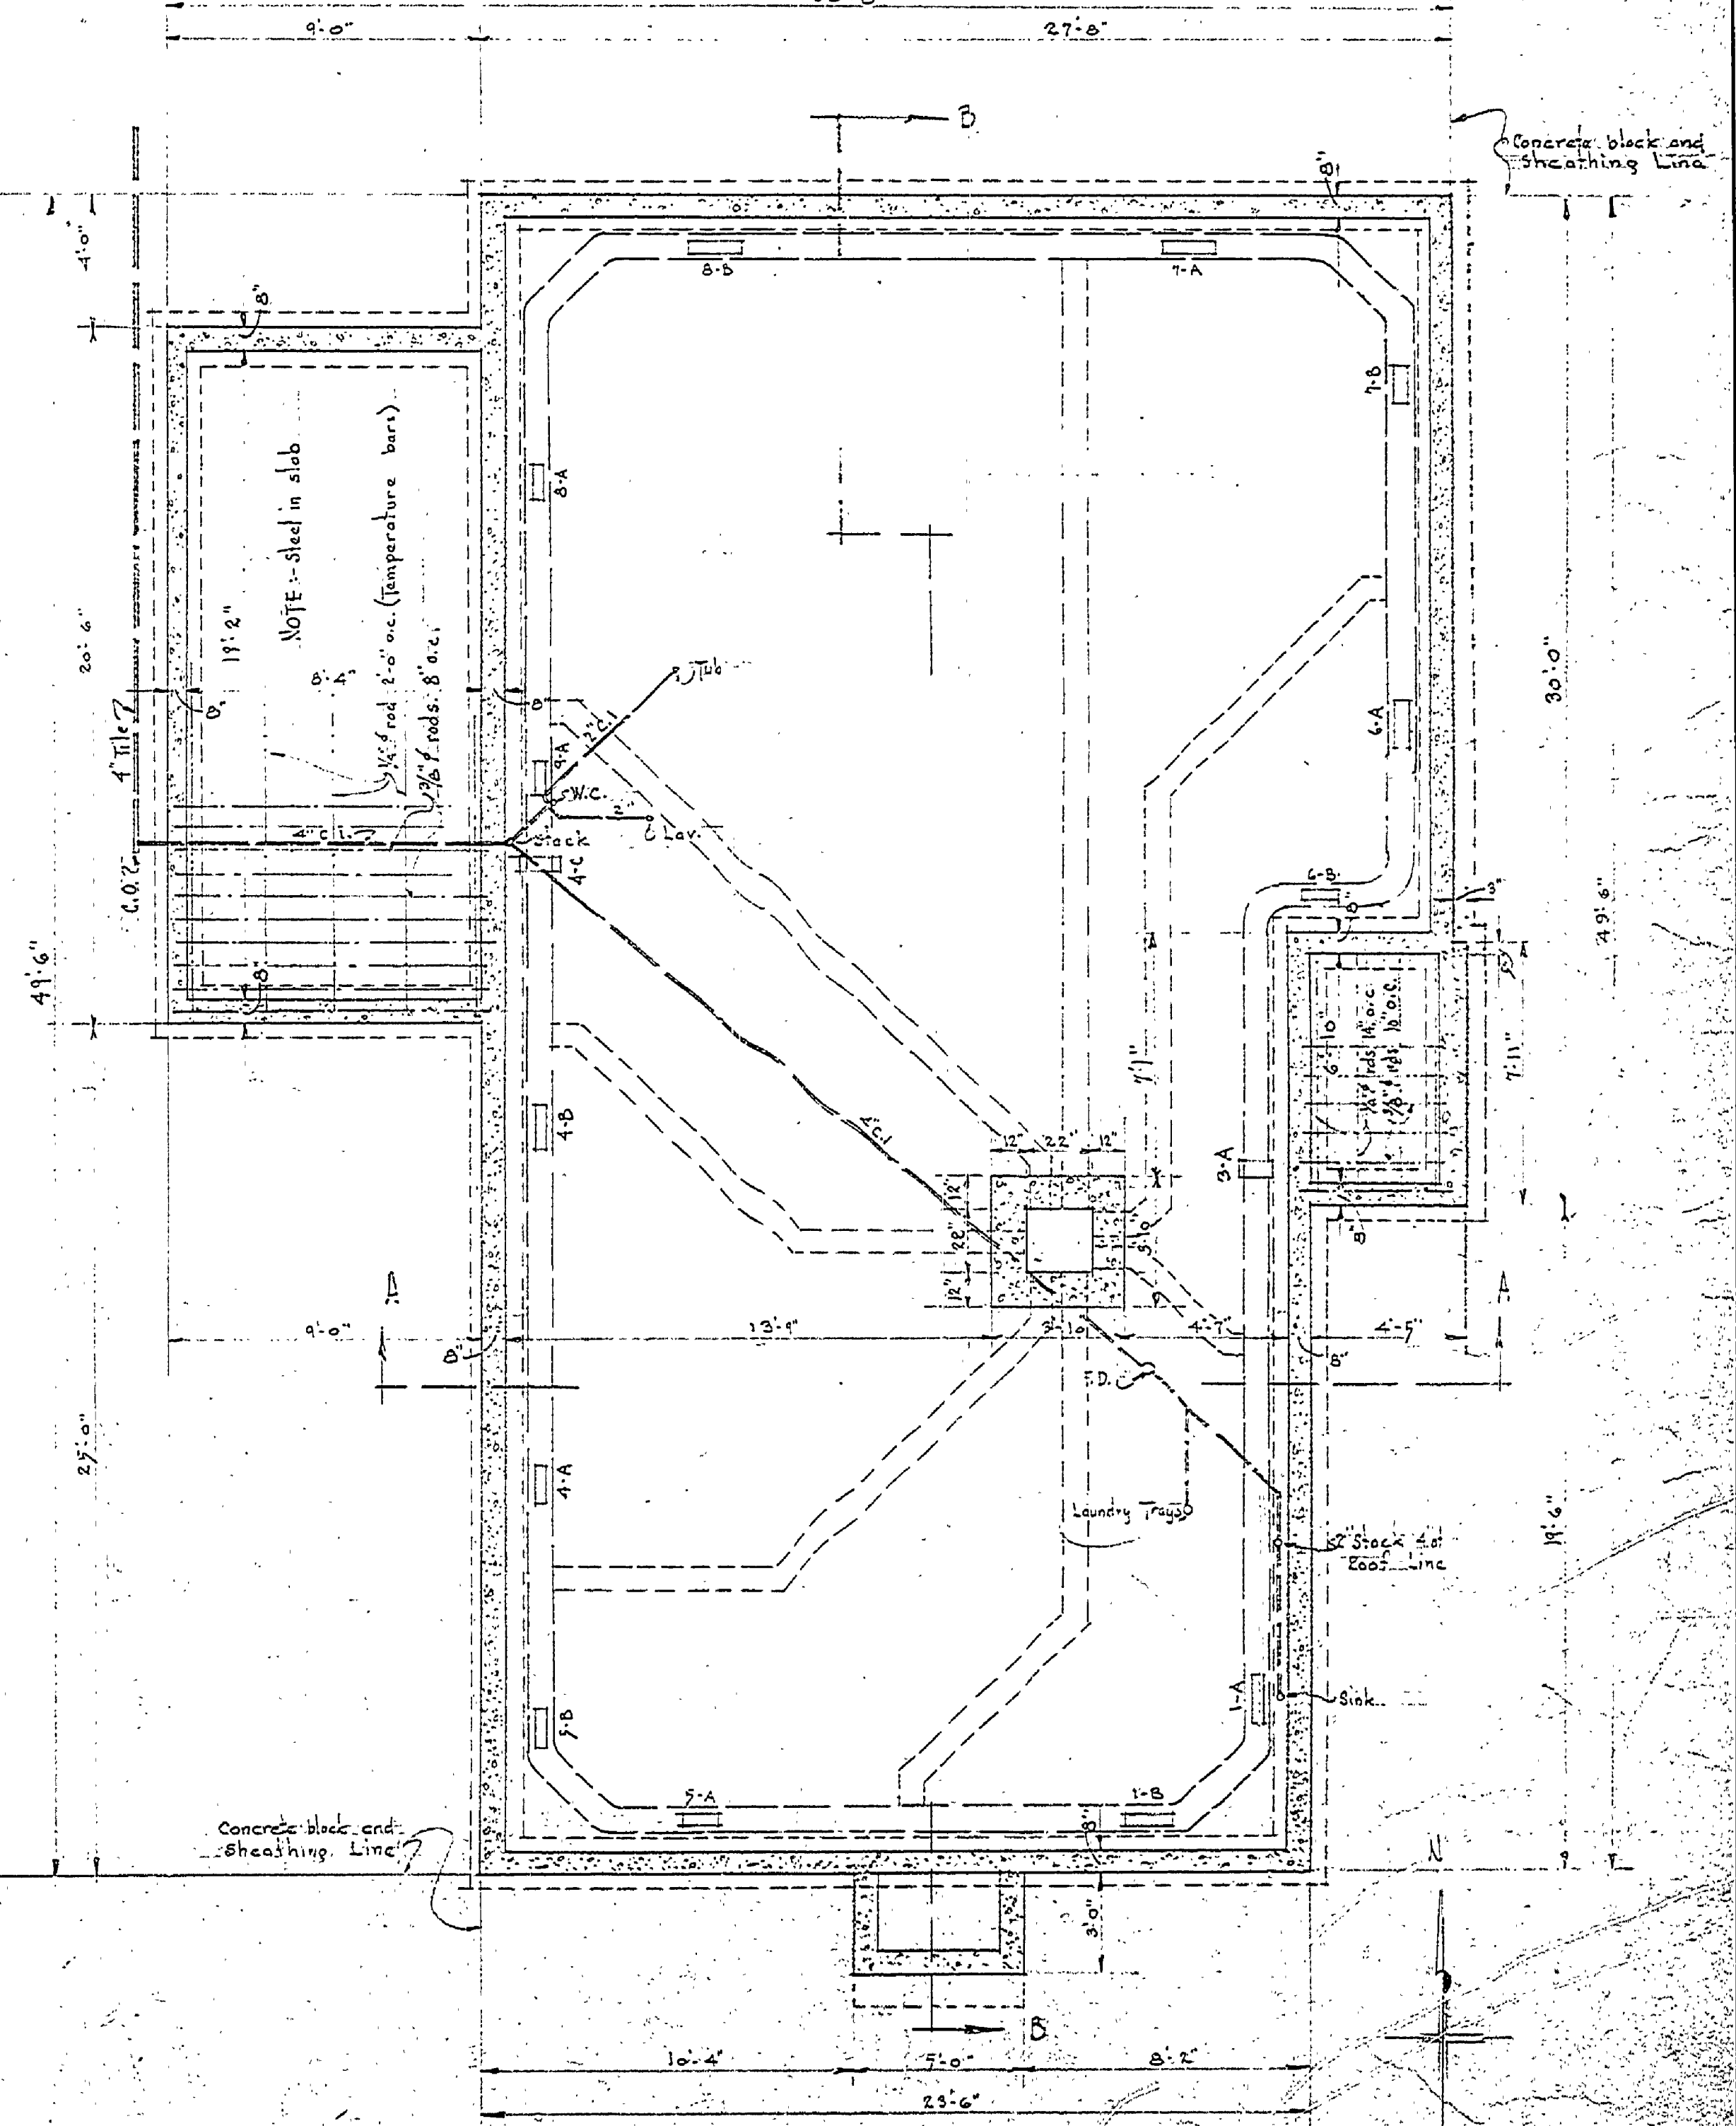 9'-0"
27'-8"
B
Concrete block and
Sheathing Line
8"
4'-0"
8"
8-B
7-A
7-B
8-A
NOTE:- Steel in slab
1/4"φ rod 2'-0" o.c. (Temperature bars)
3/8"φ rods 8" o.c.
19'-2"
8'-4"
20'-6"
4" Tile
8"
8"
Tub
2" C.I.
9-A
W.C.
2"
Lav.
Stack
4" C.I.
4-C
C.O.
6-A
30'-0"
6-B
8"
3"
49'-6"
49'-6"
8"
6'-10"
7'-11"
7'-1"
4-B
4" C.I.
12"
22"
12"
3-A
12"
22"
12"
3'-10"
8"
9'-0"
8"
13'-9"
3'-10"
4'-7"
8"
4'-5"
F.D.
25'-0"
4-A
Laundry Trays
2" Stack to
Roof Line
19'-6"
5-B
1-A
Sink
5-A
1-B
8"
Concrete block and
Sheathing Line
N
3'-0"
B
10'-4"
5'-0"
8'-2"
23'-6"